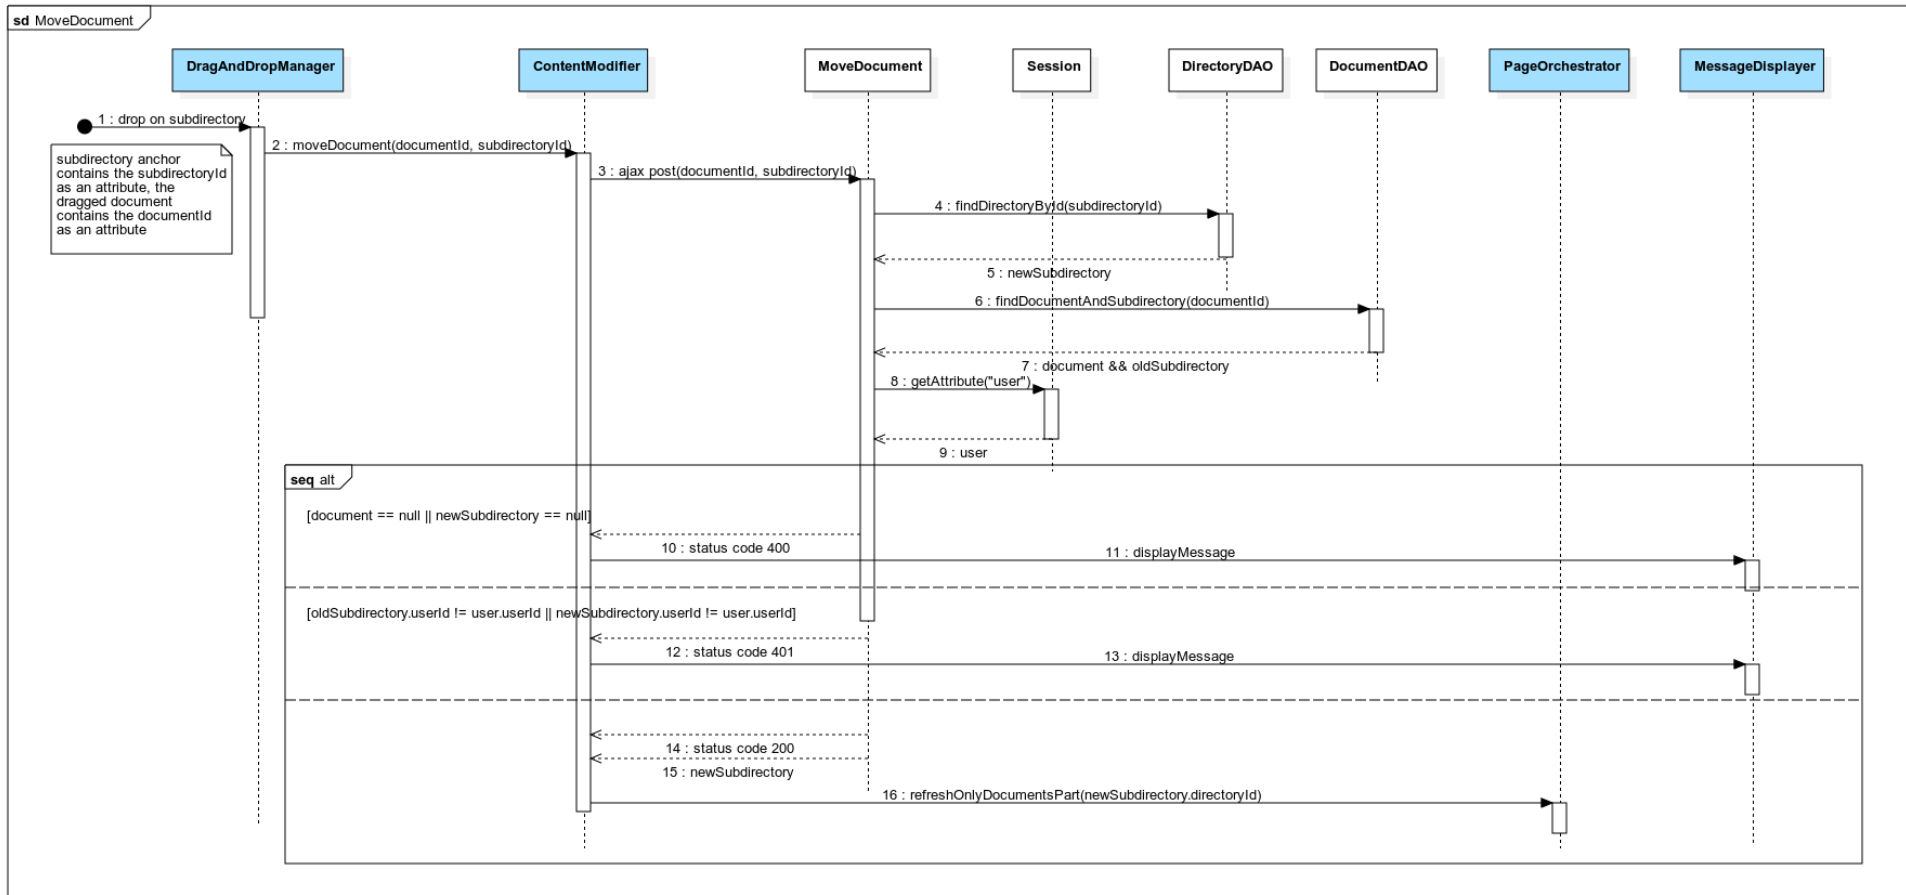 sd MoveDocument
DragAndDropManager
ContentModifier
MoveDocument
Session
DirectoryDAO
DocumentDAO
PageOrchestrator
MessageDisplayer
1 : drop on subdirectory
subdirectory anchor
contains the subdirectoryId
as an attribute, the
dragged document
contains the documentId
as an attribute
2 : moveDocument(documentId, subdirectoryId)
3 : ajax post(documentId, subdirectoryId)
4 : findDirectoryById(subdirectoryId)
5 : newSubdirectory
6 : findDocumentAndSubdirectory(documentId)
7 : document && oldSubdirectory
8 : getAttribute("user")
9 : user
seq alt
[document == null || newSubdirectory == null]
10 : status code 400
11 : displayMessage
[oldSubdirectory.userId != user.userId || newSubdirectory.userId != user.userId]
12 : status code 401
13 : displayMessage
14 : status code 200
15 : newSubdirectory
16 : refreshOnlyDocumentsPart(newSubdirectory.directoryId)